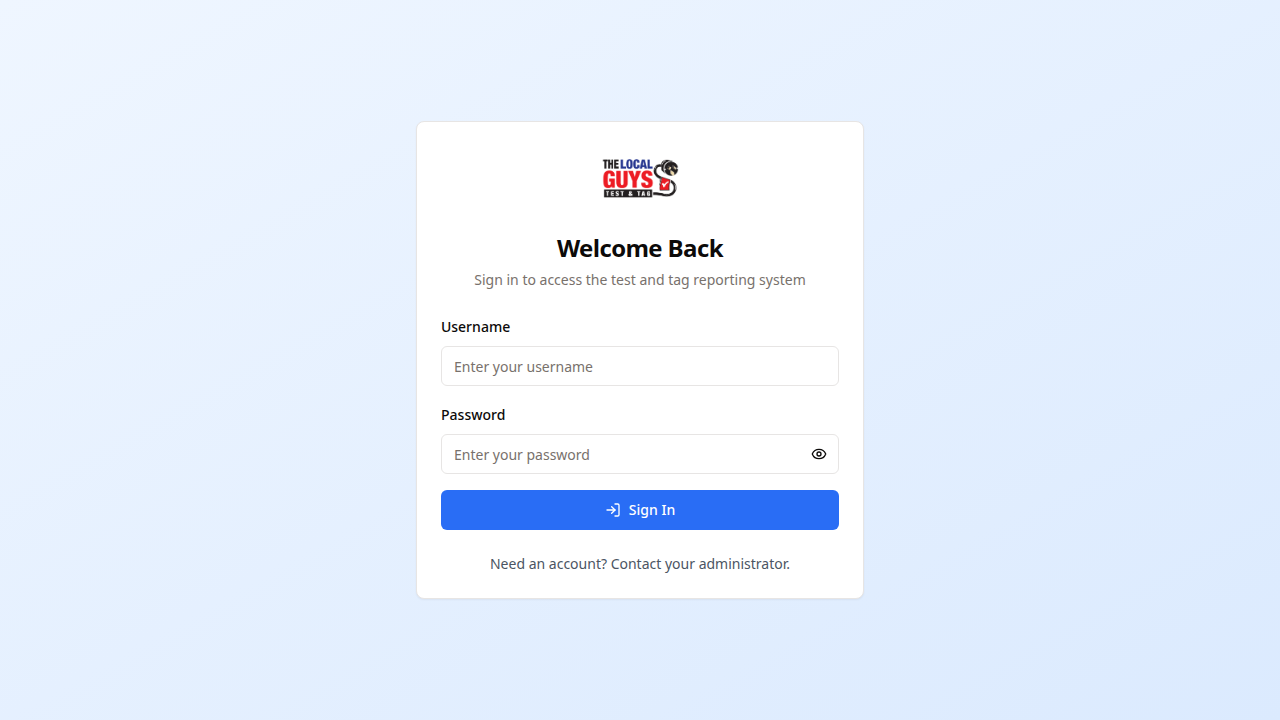 THE LOCAL
GUYS
TEST & TAG
Welcome Back
Sign in to access the test and tag reporting system
Username
Enter your username
Password
Enter your password
Sign In
Need an account? Contact your administrator.